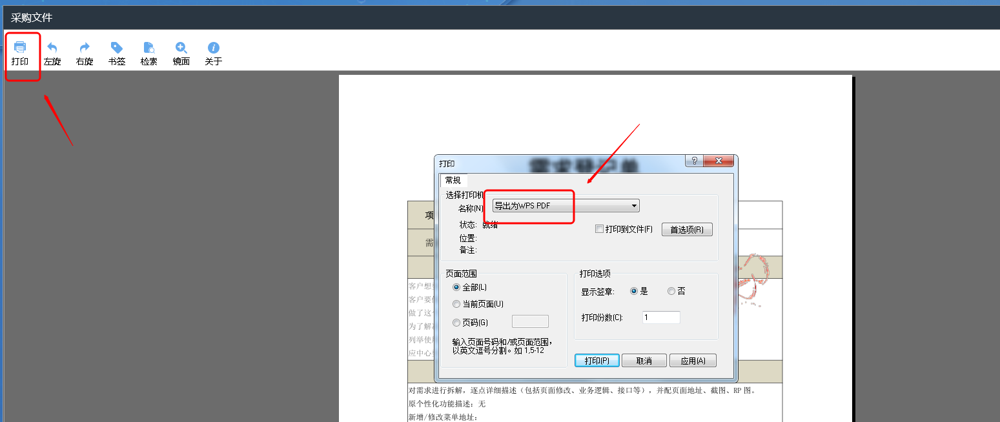 采购文件
打印 左旋 右旋 书签 检索 镜面 关于
需求登记单
打印
常规
选择打印机
名称(N)
导出为WPS PDF
状态: 就绪
打印到文件(F) 首选项(R)
位置:
备注:
页面范围
全部(L)
当前页面(U)
页码(G)
输入页面号码和/或页面范围，
以英文逗号分割。如 1,5-12
打印选项
显示签章: 是 否
打印份数(C): 1
打印(P) 取消 应用(A)
项
需
客户想
客户要
做了这
为了解
列举使
应中心
对需求进行拆解，逐点详细描述（包括页面修改、业务逻辑、接口等），并配页面地址、截图、RP 图。
原个性化功能描述：无
新增/修改菜单地址：